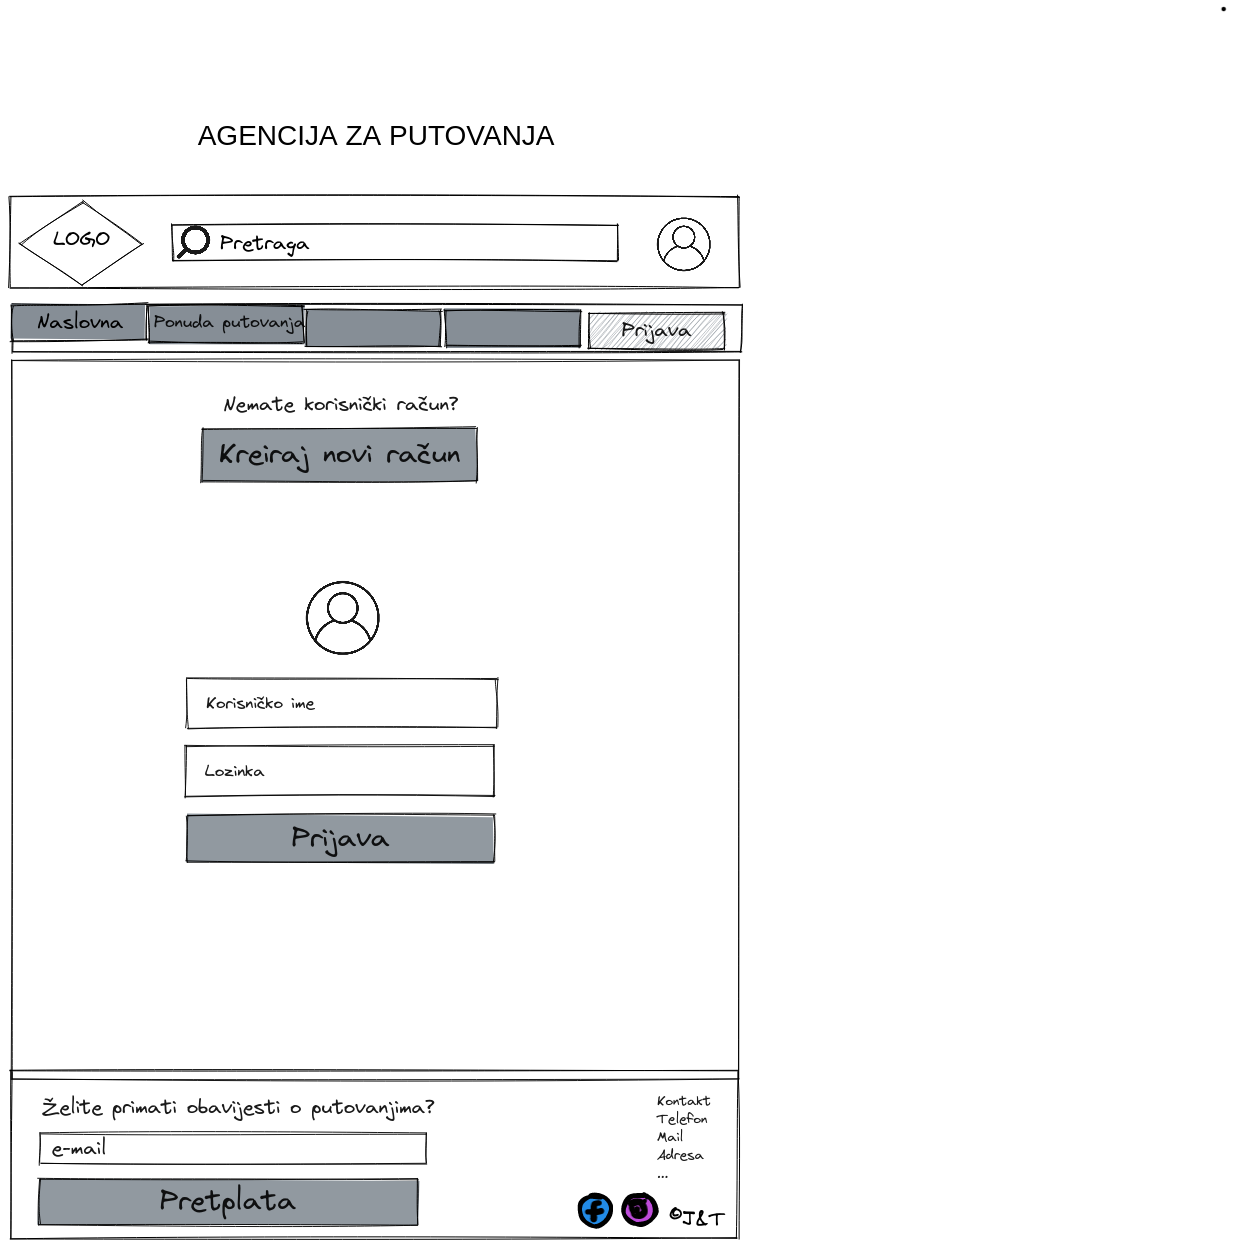 AGENCIJA ZA PUTOVANJA
LOGO
Pretraga
Naslovna
Ponuda putovanja
Prijava
Nemate korisnički račun?
Kreiraj novi račun
Korisničko ime
Lozinka
Prijava
Želite primati obavijesti o putovanjima?
e-mail
Pretplata
Kontakt
Telefon
Mail
Adresa
...
©J&T